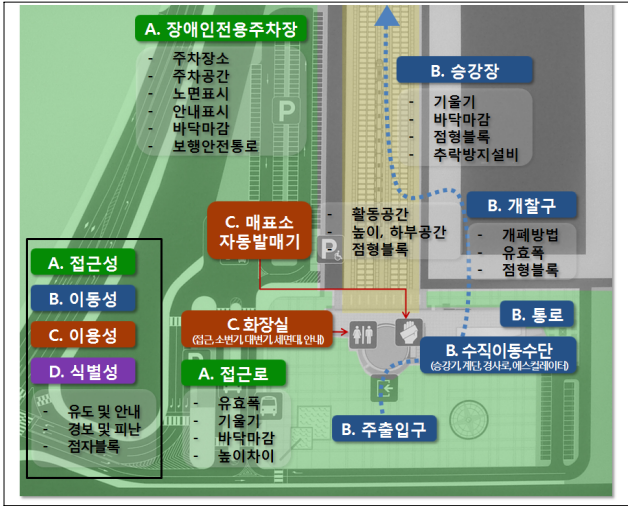 A. 장애인전용주차장
- 주차장소
- 주차공간
- 노면표시
- 안내표시
- 바닥마감
- 보행안전통로
P
B. 승강장
- 기울기
- 바닥마감
- 점형블록
- 추락방지설비
C. 매표소
자동발매기
- 활동공간
- 높이, 하부공간
- 점형블록
P
B. 개찰구
- 개폐방법
- 유효폭
- 점형블록
A. 접근성
B. 이동성
C. 이용성
D. 식별성
- 유도 및 안내
- 경보 및 피난
- 점자블록
C. 화장실
(접근, 소변기, 대변기, 세면대, 안내)
B. 통로
B. 수직이동수단
(승강기, 계단, 경사로, 에스컬레이터)
A. 접근로
- 유효폭
- 기울기
- 바닥마감
- 높이차이
B. 주출입구